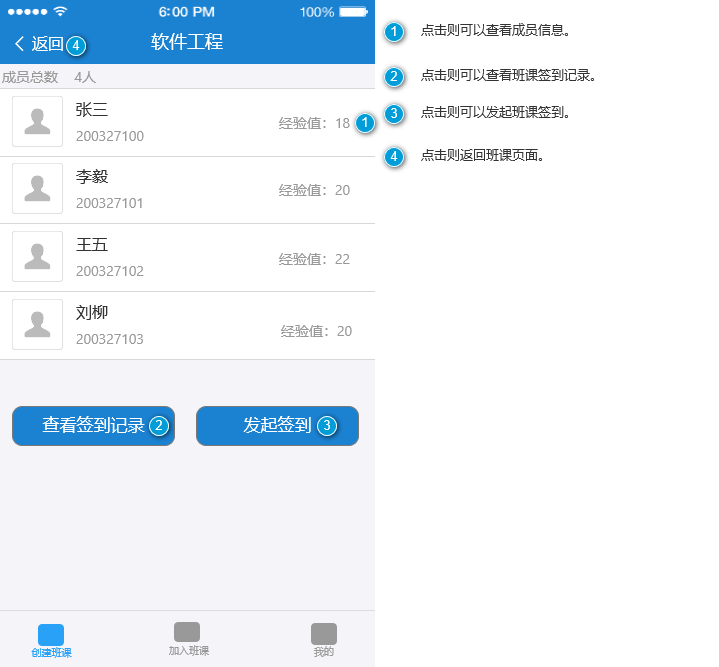 6:00 PM 100%
返回 4 软件工程
成员总数 4人
张三
200327100
经验值：18 1
李毅
200327101
经验值：20
王五
200327102
经验值：22
刘柳
200327103
经验值：20
查看签到记录 2
发起签到 3
创建班课
加入班课
我的
1 点击则可以查看成员信息。
2 点击则可以查看班课签到记录。
3 点击则可以发起班课签到。
4 点击则返回班课页面。